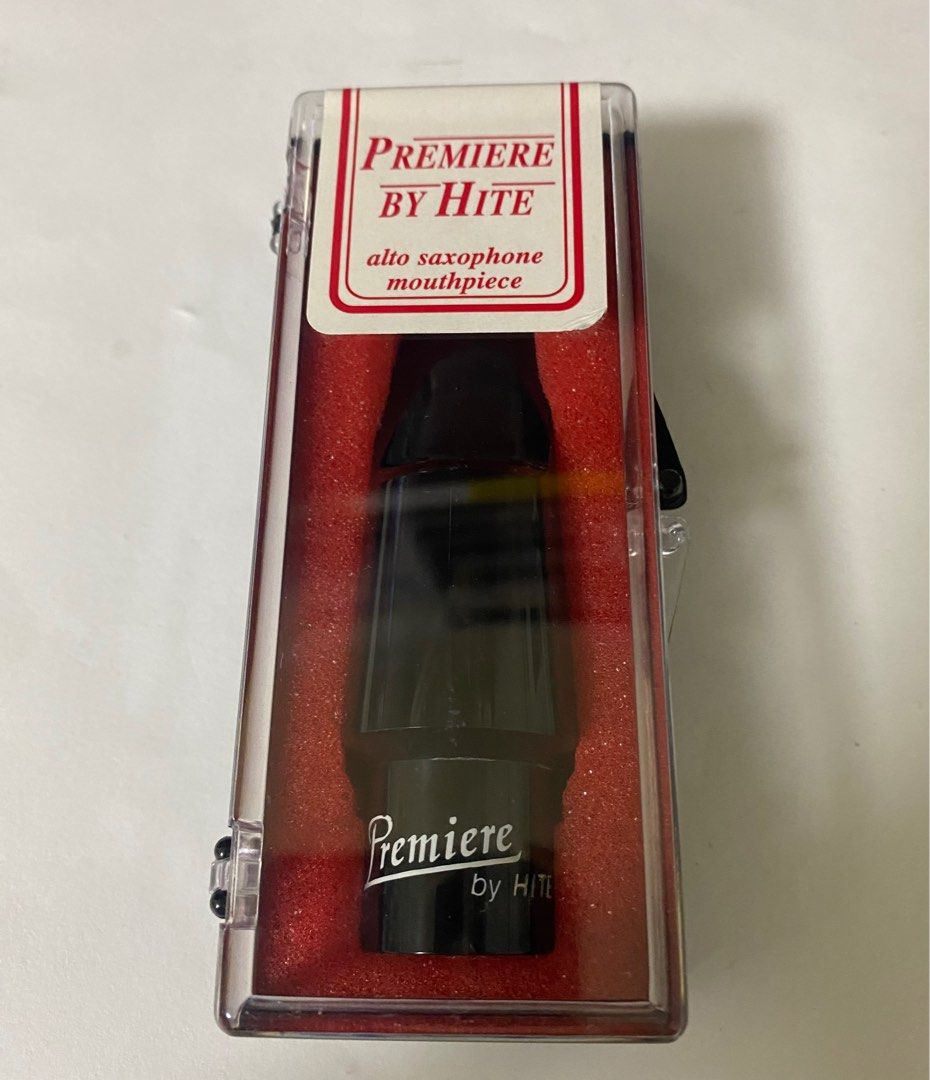 PREMIERE
BY HITE
alto saxophone
mouthpiece
Premiere
by HITE